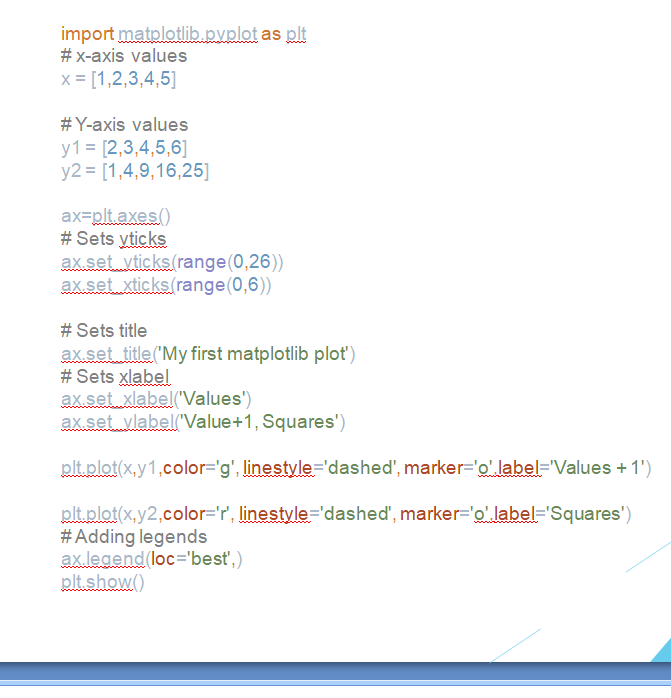 import matplotlib.pyplot as plt
# x-axis values
x = [1,2,3,4,5]
# Y-axis values
y1 = [2,3,4,5,6]
y2 = [1,4,9,16,25]
ax=plt.axes()
# Sets yticks
ax.set_yticks(range(0,26))
ax.set_xticks(range(0,6))
# Sets title
ax.set_title('My first matplotlib plot')
# Sets xlabel
ax.set_xlabel('Values')
ax.set_ylabel('Value+1, Squares')
plt.plot(x,y1,color='g', linestyle='dashed', marker='o',label='Values + 1')
plt.plot(x,y2,color='r', linestyle='dashed', marker='o',label='Squares')
# Adding legends
ax.legend(loc='best',)
plt.show()